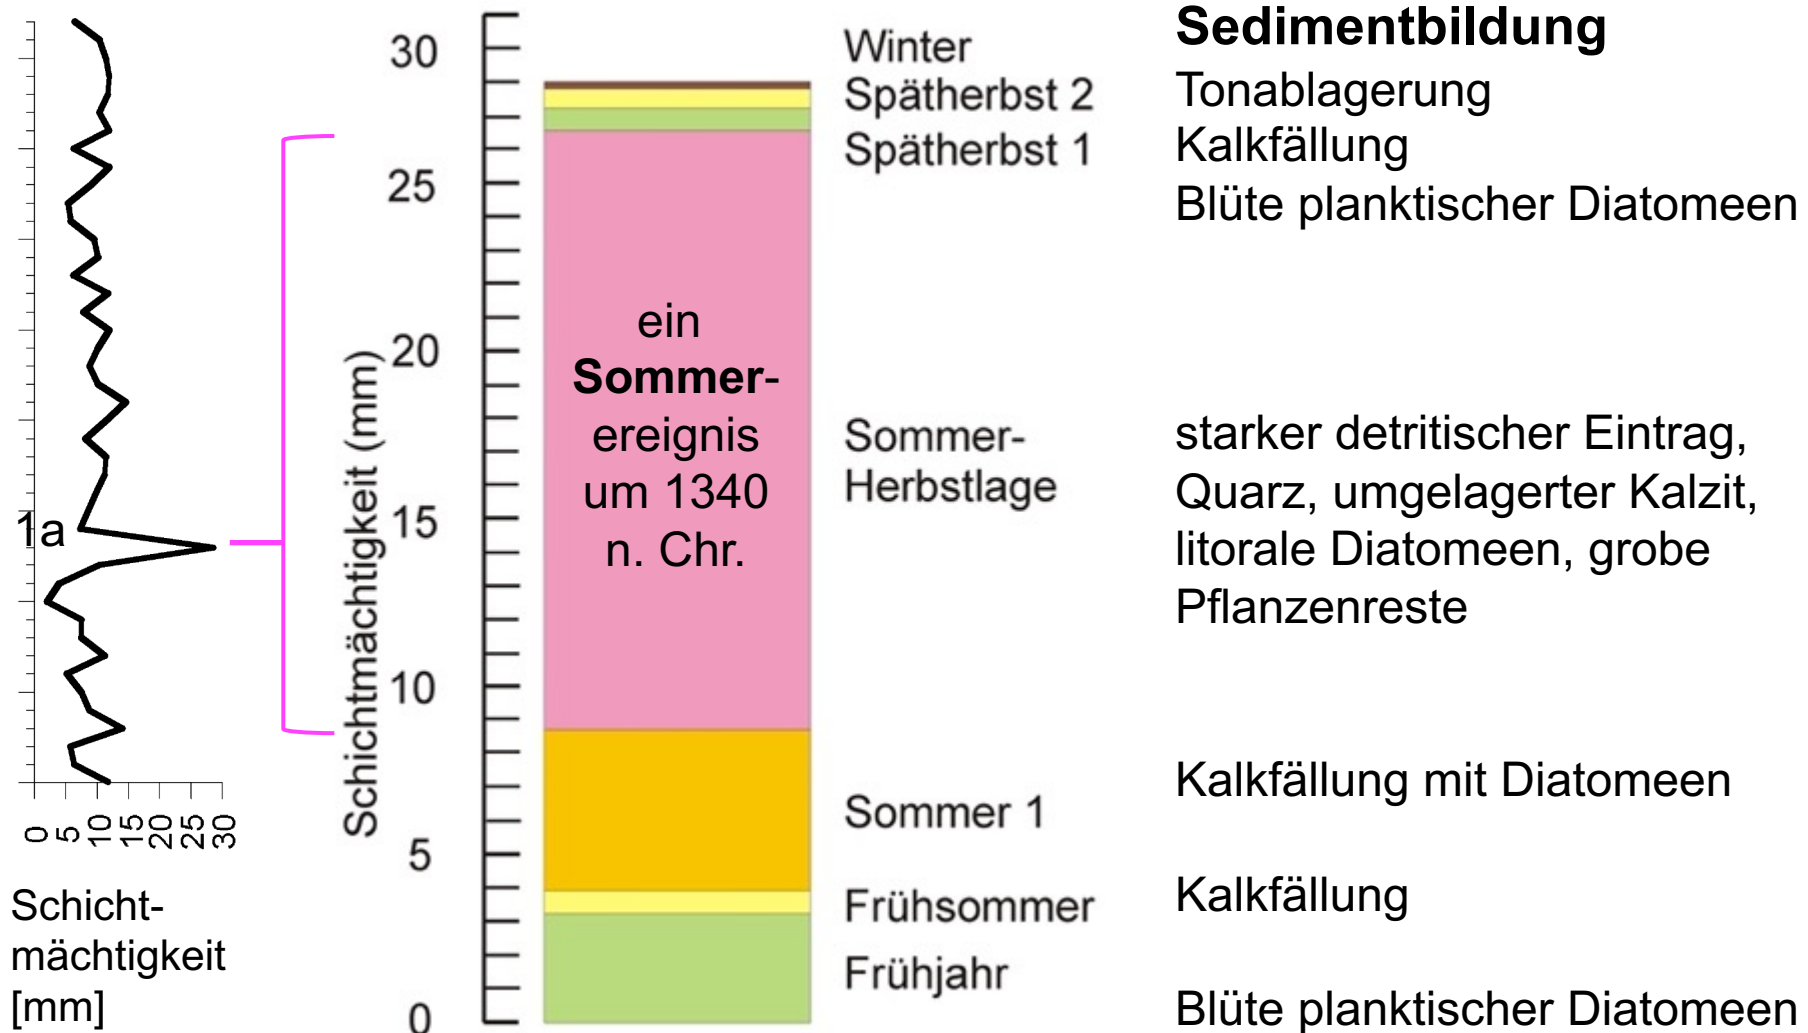 1a
0
5
10
15
20
25
30
Schicht-
mächtigkeit
[mm]
Schichtmächtigkeit (mm)
30
25
20
15
10
5
0
ein
Sommer-
ereignis
um 1340
n. Chr.
Winter
Spätherbst 2
Spätherbst 1
Sommer-
Herbstlage
Sommer 1
Frühsommer
Frühjahr
Sedimentbildung
Tonablagerung
Kalkfällung
Blüte planktischer Diatomeen
starker detritischer Eintrag,
Quarz, umgelagerter Kalzit,
litorale Diatomeen, grobe
Pflanzenreste
Kalkfällung mit Diatomeen
Kalkfällung
Blüte planktischer Diatomeen